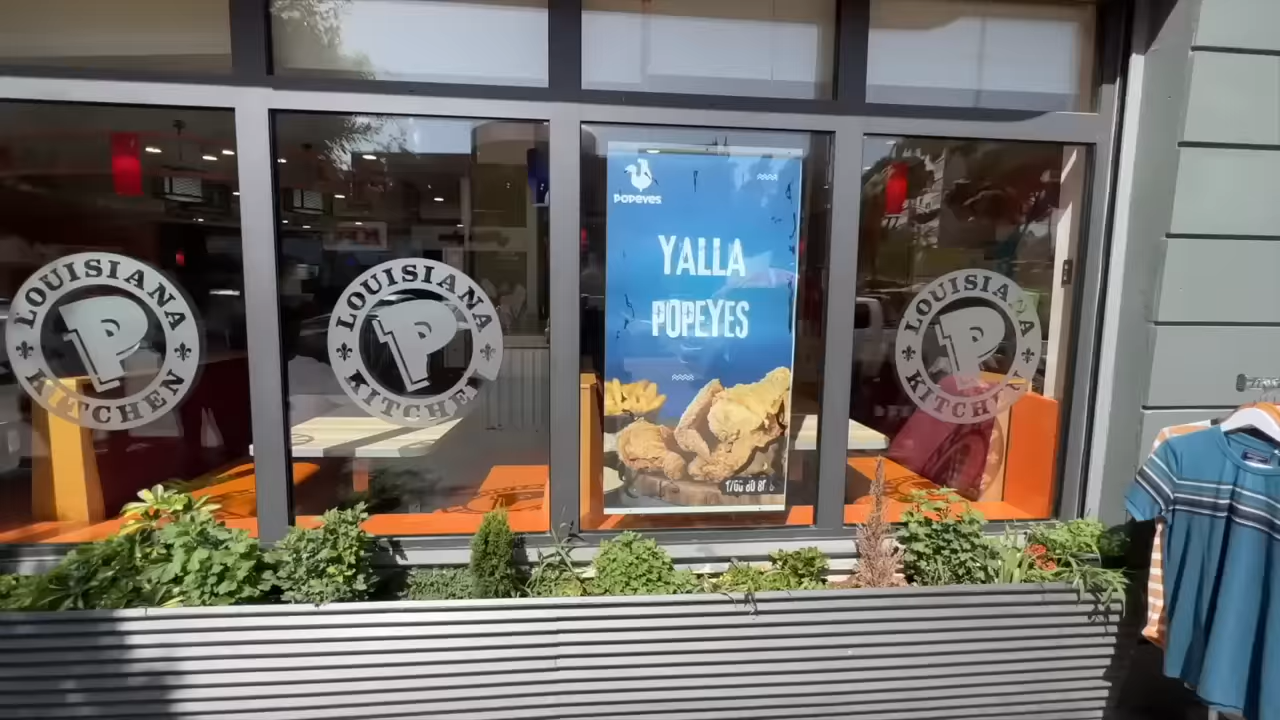 LOUISIANA
P
KITCHEN
LOUISIANA
P
KITCHEN
POPEYES
YALLA
POPEYES
LOUISIANA
P
KITCHEN